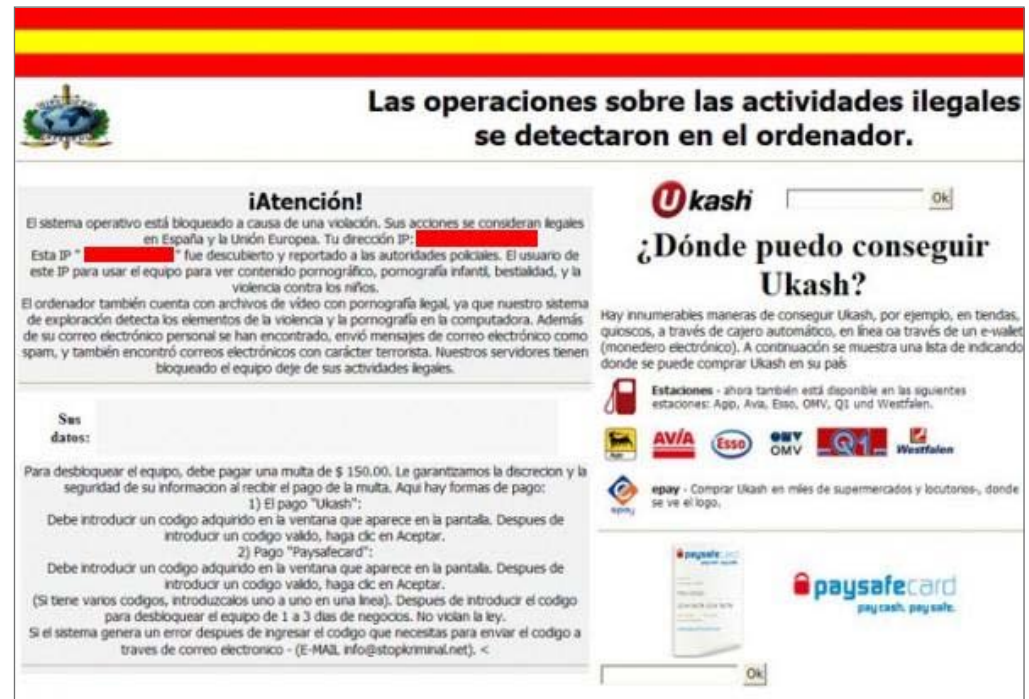 Las operaciones sobre las actividades ilegales
se detectaron en el ordenador.
¡Atención!
El sistema operativo está bloqueado a causa de una violación. Sus acciones se consideran ilegales
en España y la Unión Europea. Tu dirección IP:
Esta IP " " fue descubierto y reportado a las autoridades policiales. El usuario de
este IP para usar el equipo para ver contenido pornográfico, pornografía infantil, bestialidad, y la
violencia contra los niños.
El ordenador también cuenta con archivos de vídeo con pornografía ilegal, ya que nuestro sistema
de exploración detecta los elementos de la violencia y la pornografía en la computadora. Además
de su correo electrónico personal se han encontrado, envió mensajes de correo electrónico como
spam, y también encontró correos electrónicos con carácter terrorista. Nuestros servidores tienen
bloqueado el equipo deje de sus actividades ilegales.
Sus
datos:
Para desbloquear el equipo, debe pagar una multa de $ 150.00. Le garantizamos la discrecion y la
seguridad de su informacion al recibir el pago de la multa. Aqui hay formas de pago:
1) El pago "Ukash":
Debe introducir un codigo adquirido en la ventana que aparece en la pantalla. Despues de
introducir un codigo valido, haga clic en Aceptar.
2) Pago "Paysafecard":
Debe introducir un codigo adquirido en la ventana que aparece en la pantalla. Despues de
introducir un codigo valido, haga clic en Aceptar.
(Si tiene varios codigos, introduzcalos uno a uno en una linea). Despues de introducir el codigo
para desbloquear el equipo de 1 a 3 dias de negocios. No violan la ley.
Si el sistema genera un error despues de ingresar el codigo que necesitas para enviar el codigo a
traves de correo electronico - (E-MAIL info@stopkriminal.net). <
Ukash
Ok
¿Dónde puedo conseguir
Ukash?
Hay innumerables maneras de conseguir Ukash, por ejemplo, en tiendas,
quioscos, a través de cajero automático, en línea oa través de un e-wallet
(monedero electrónico). A continuación se muestra una lista de indicando
donde se puede comprar Ukash en su país
Estaciones - ahora también está disponible en las siguientes
estaciones: Agip, Avia, Esso, OMV, Q1 und Westfalen.
Agip AVIA Esso OMV OMV Q1 Westfalen
epay - Comprar Ukash en miles de supermercados y locutorios-, donde
se ve el logo.
epay
paysafecard
paysafecard
pay cash. pay safe.
Ok